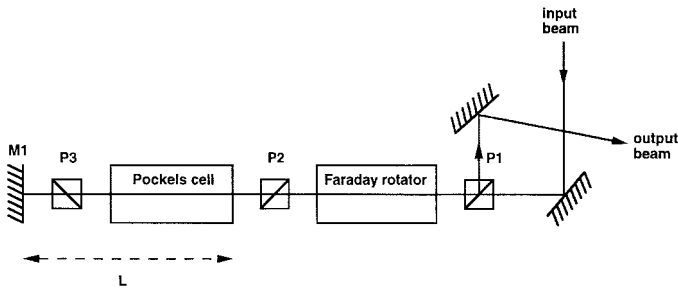 input
beam
M1
P3
Pockels cell
P2
Faraday rotator
P1
output
beam
L